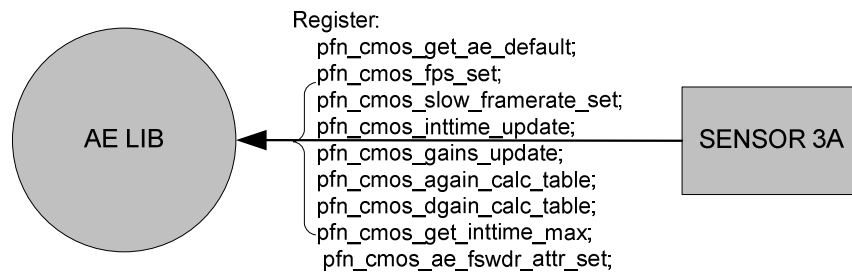 Register:
pfn_cmos_get_ae_default;
pfn_cmos_fps_set;
pfn_cmos_slow_framerate_set;
AE LIB
pfn_cmos_inttime_update;
SENSOR 3A
pfn_cmos_gains_update;
pfn_cmos_again_calc_table;
pfn_cmos_dgain_calc_table;
pfn_cmos_get_inttime_max;
pfn_cmos_ae_fswdr_attr_set;